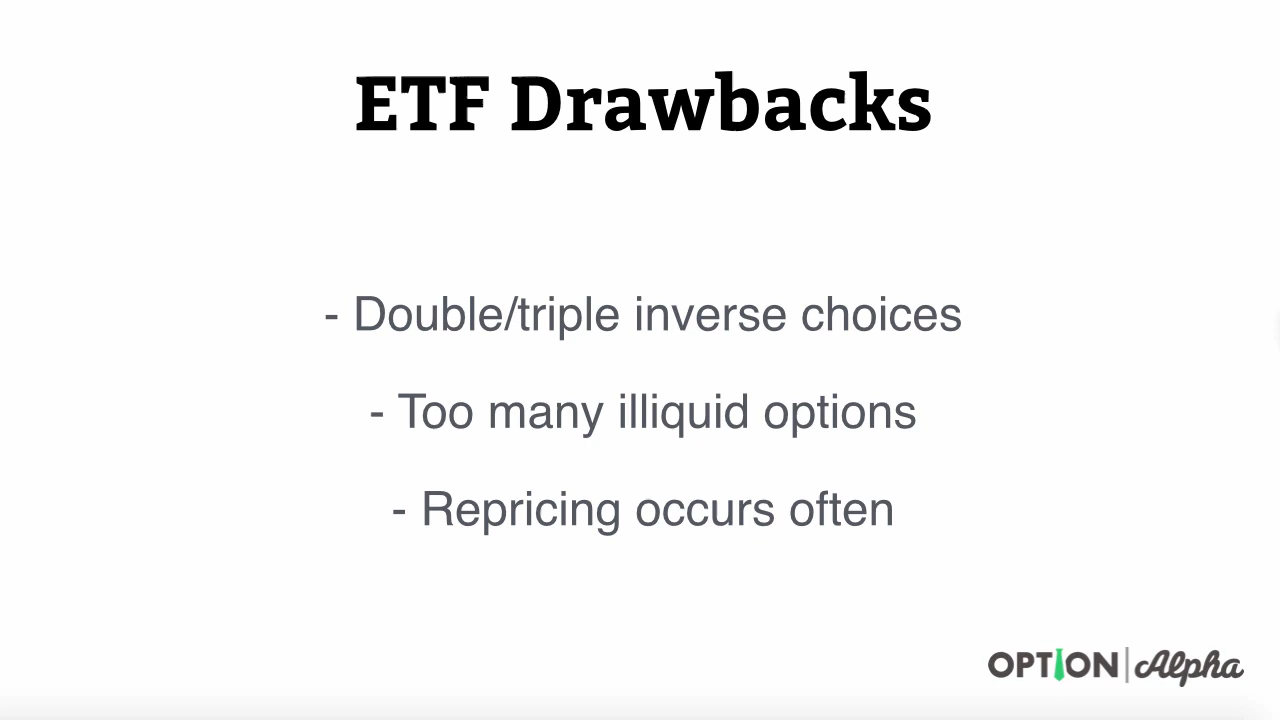 ETF Drawbacks
- Double/triple inverse choices
- Too many illiquid options
- Repricing occurs often
OPTION | Alpha